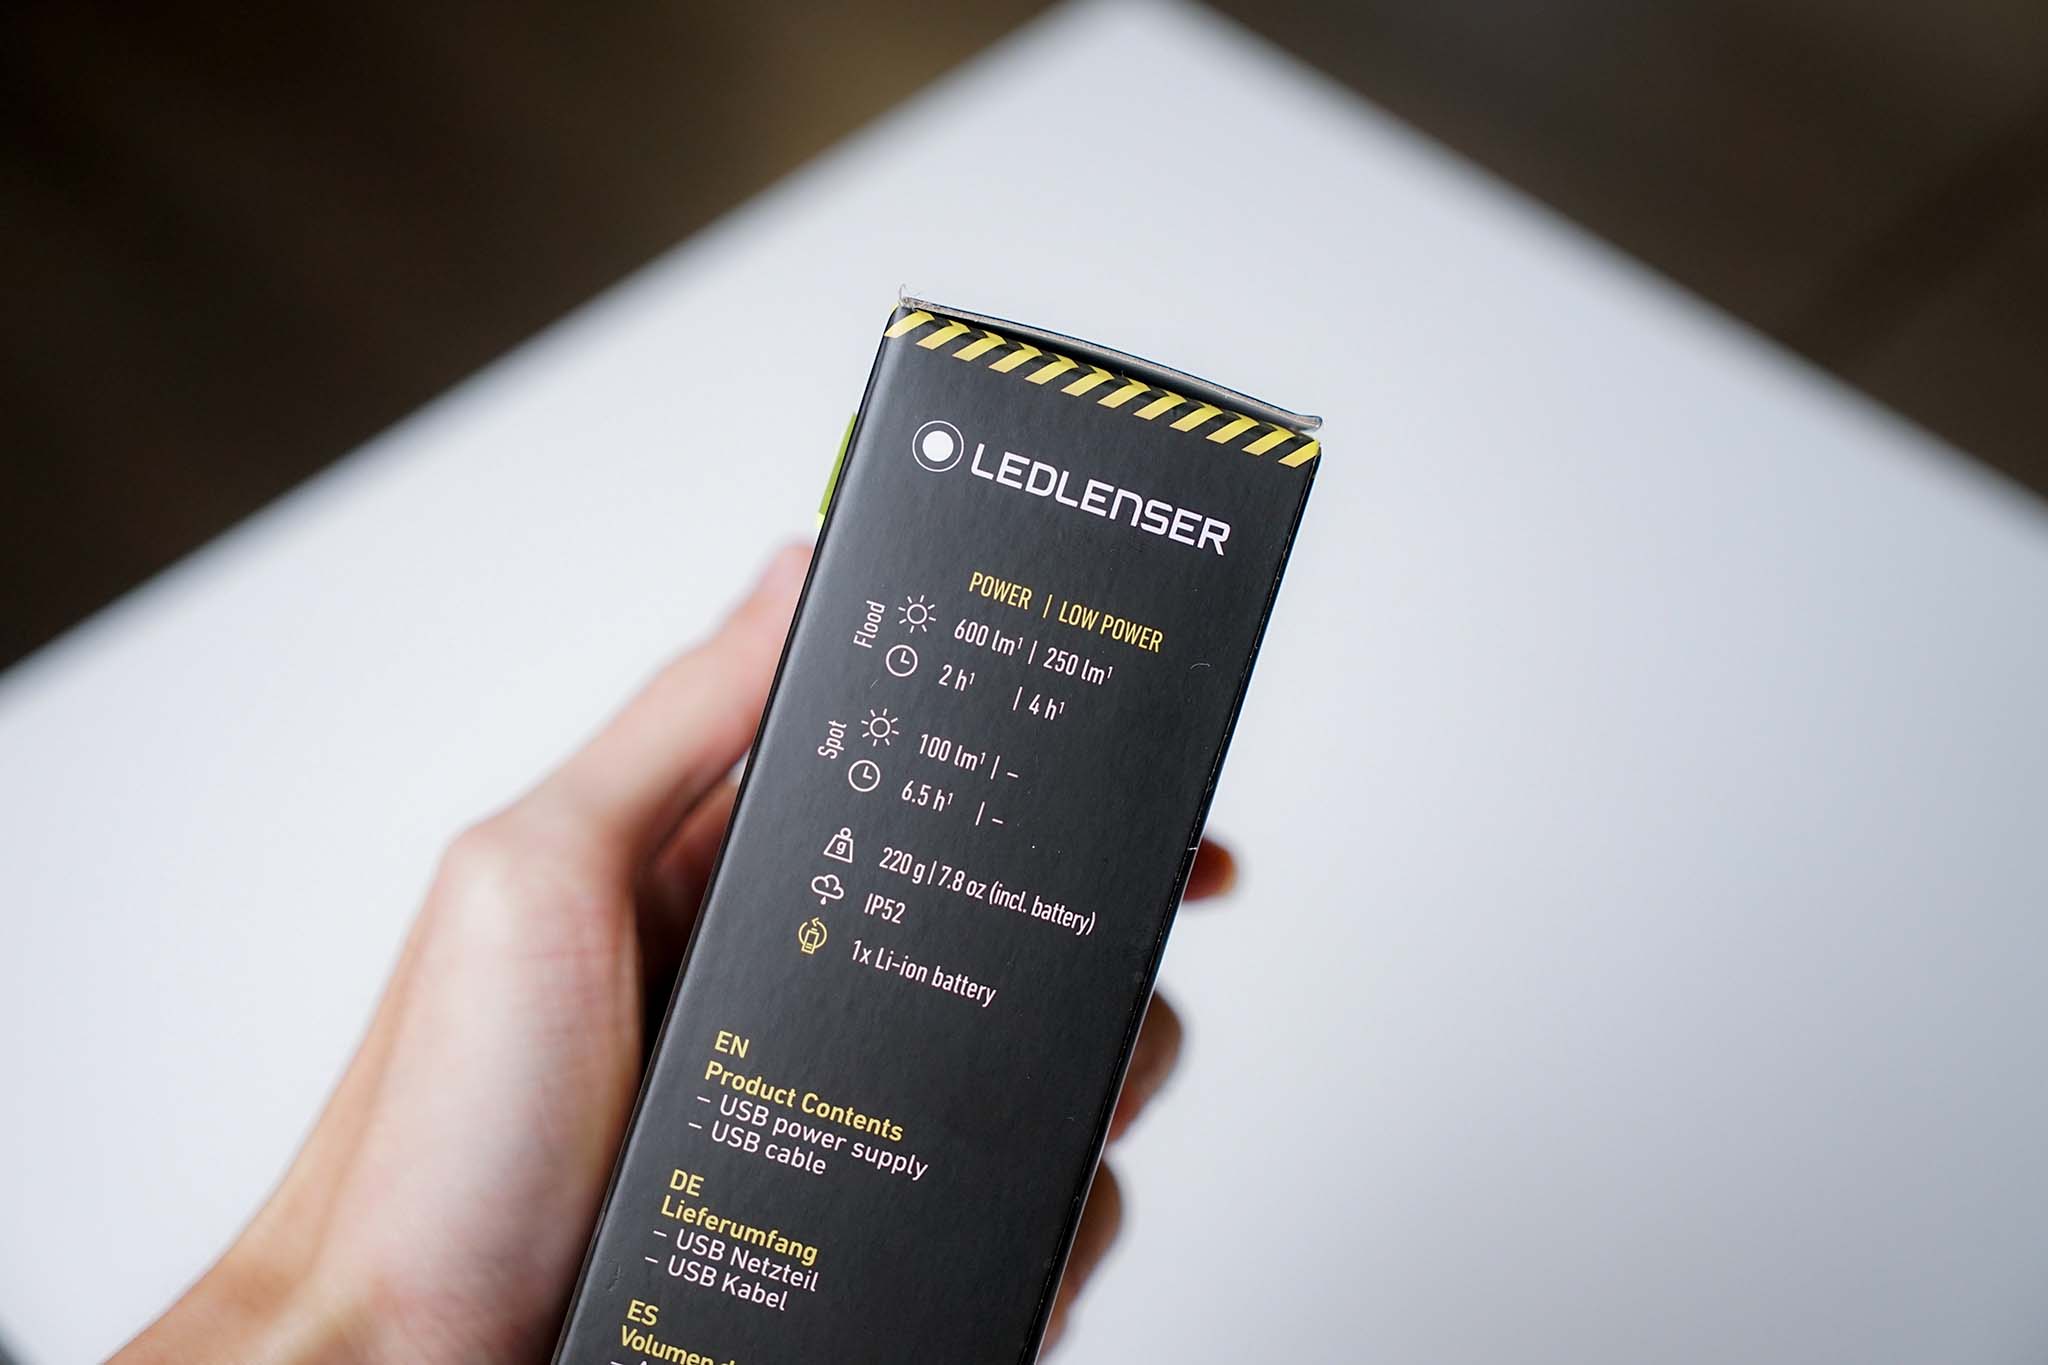 LEDLENSER
POWER | LOW POWER
Flood
600 lm¹ | 250 lm¹
2 h¹ | 4 h¹
Spot
100 lm¹ | –
6.5 h¹ | –
g
220 g | 7.8 oz (incl. battery)
IP52
1x Li-ion battery
EN
Product Contents
– USB power supply
– USB cable
DE
Lieferumfang
– USB Netzteil
– USB Kabel
ES
Volumen